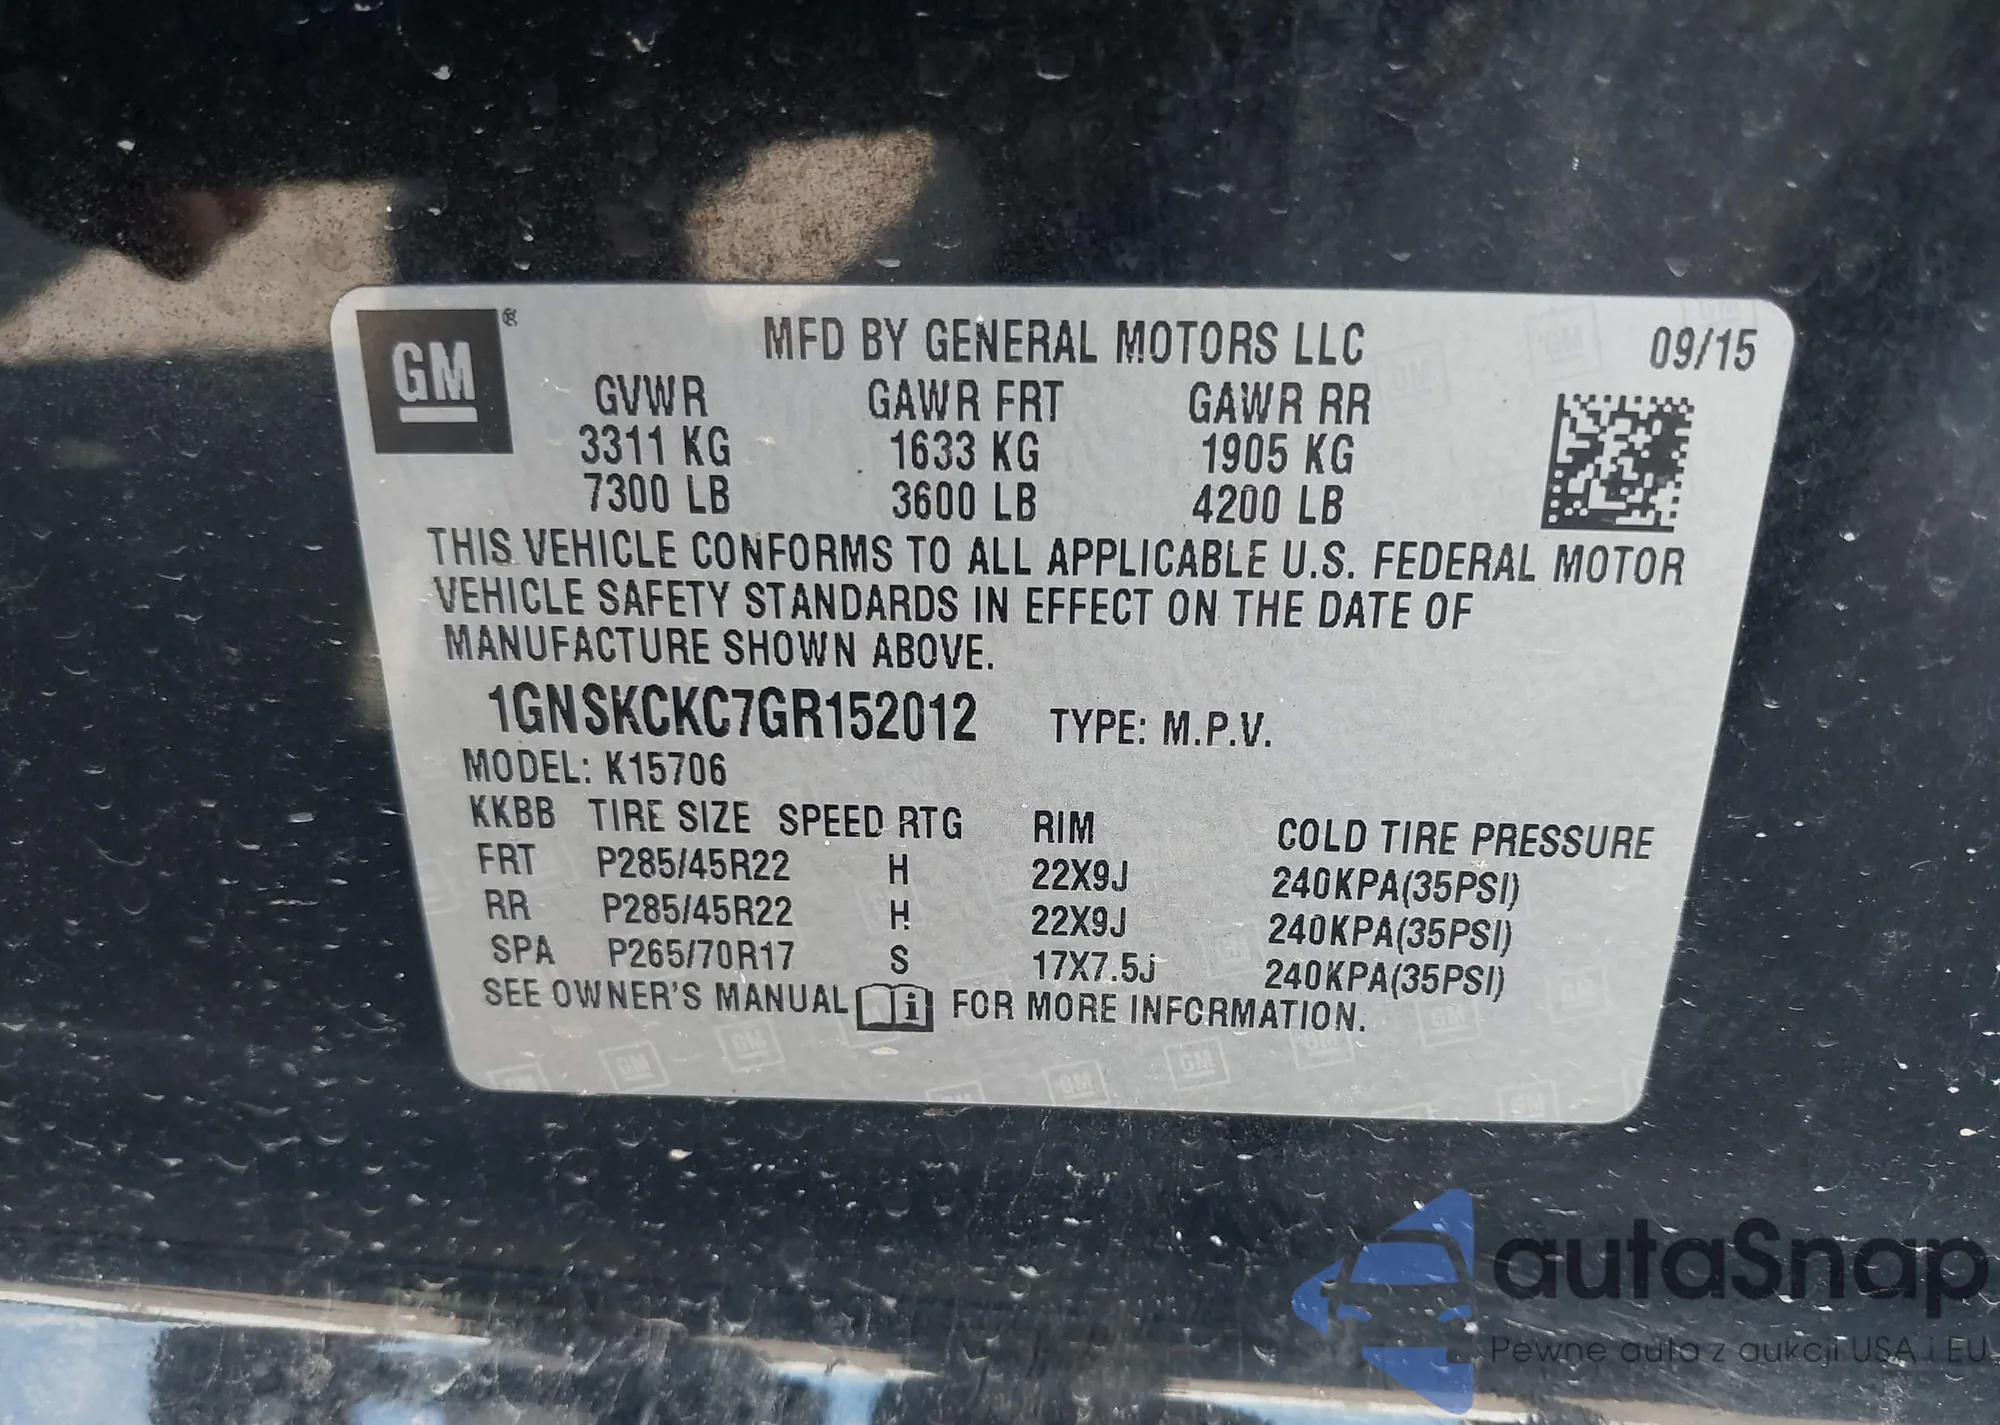 GM ®
MFD BY GENERAL MOTORS LLC 09/15
GVWR GAWR FRT GAWR RR
3311 KG 1633 KG 1905 KG
7300 LB 3600 LB 4200 LB
THIS VEHICLE CONFORMS TO ALL APPLICABLE U.S. FEDERAL MOTOR
VEHICLE SAFETY STANDARDS IN EFFECT ON THE DATE OF
MANUFACTURE SHOWN ABOVE.
1GNSKCKC7GR152012 TYPE: M.P.V.
MODEL: K15706
KKBB TIRE SIZE SPEED RTG RIM COLD TIRE PRESSURE
FRT P285/45R22 H 22X9J 240KPA(35PSI)
RR P285/45R22 H 22X9J 240KPA(35PSI)
SPA P265/70R17 S 17X7.5J 240KPA(35PSI)
SEE OWNER'S MANUAL i FOR MORE INFORMATION.
autaSnap
Pewne auta z aukcji USA i EU